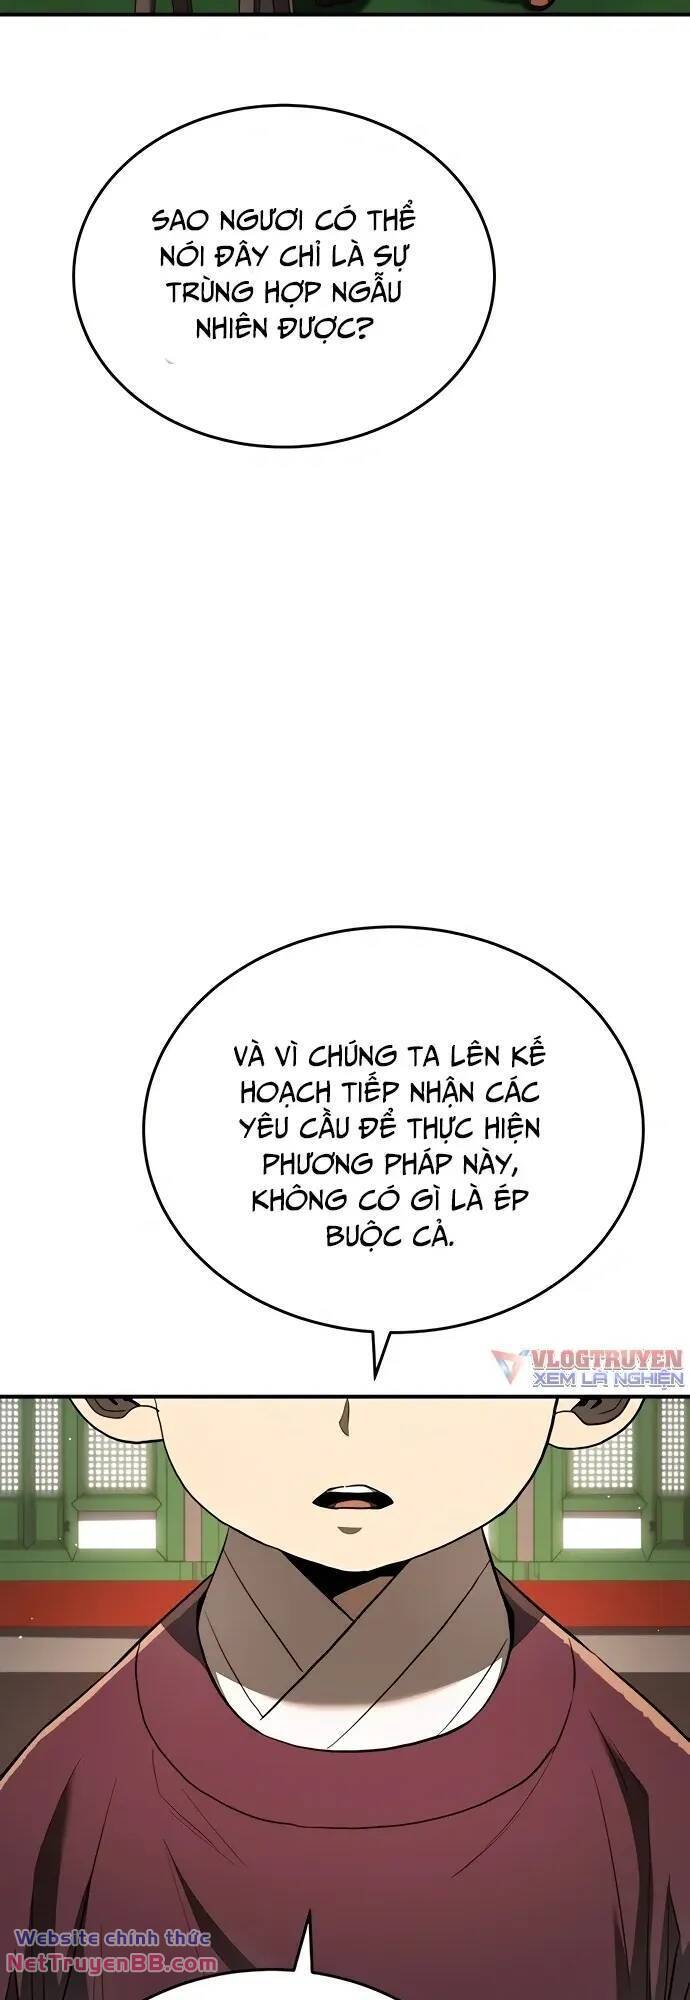 SAO NGƯƠI CÓ THỂ
NÓI ĐÂY CHỈ LÀ SỰ
TRÙNG HỢP NGẪU
NHIÊN ĐƯỢC?
VÀ VÌ CHÚNG TA LÊN KẾ
HOẠCH TIẾP NHẬN CÁC
YÊU CẦU ĐỂ THỰC HIỆN
PHƯƠNG PHÁP NÀY,
KHÔNG CÓ GÌ LÀ ÉP
BUỘC CẢ.
VLOGTRUYEN
XEM LÀ NGHIỆN
Website chính thức
NetTruyenBB.com